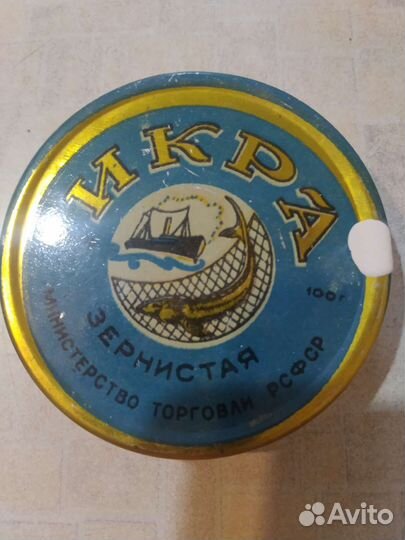 ИКРА
100г
ЗЕРНИСТАЯ
МИНИСТЕРСТВО ТОРГОВЛИ РСФСР
Avito